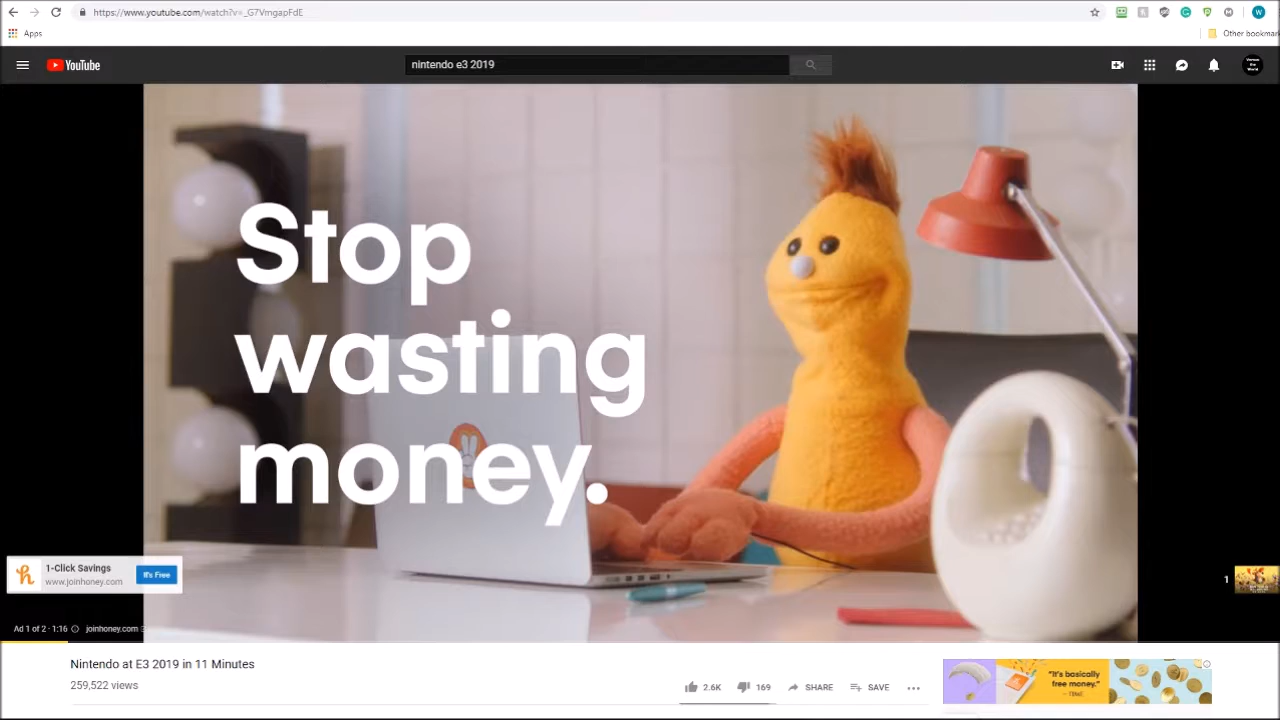 https://www.youtube.com/watch?v=_G7VmgapFdE
Apps
Other bookmar
YouTube
nintendo e3 2019
Stop
wasting
money.
1-Click Savings
www.joinhoney.com
It's Free
Ad 1 of 2 · 1:16
joinhoney.com
1
Nintendo at E3 2019 in 11 Minutes
259,522 views
2.6K
169
SHARE
SAVE
"It's basically
free money."
— TIME